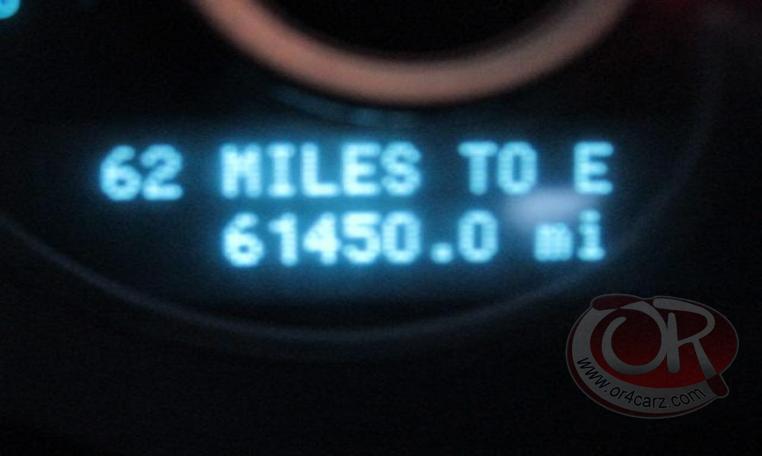 62 MILES TO E
61450.0 mi
OR
www.or4carz.com